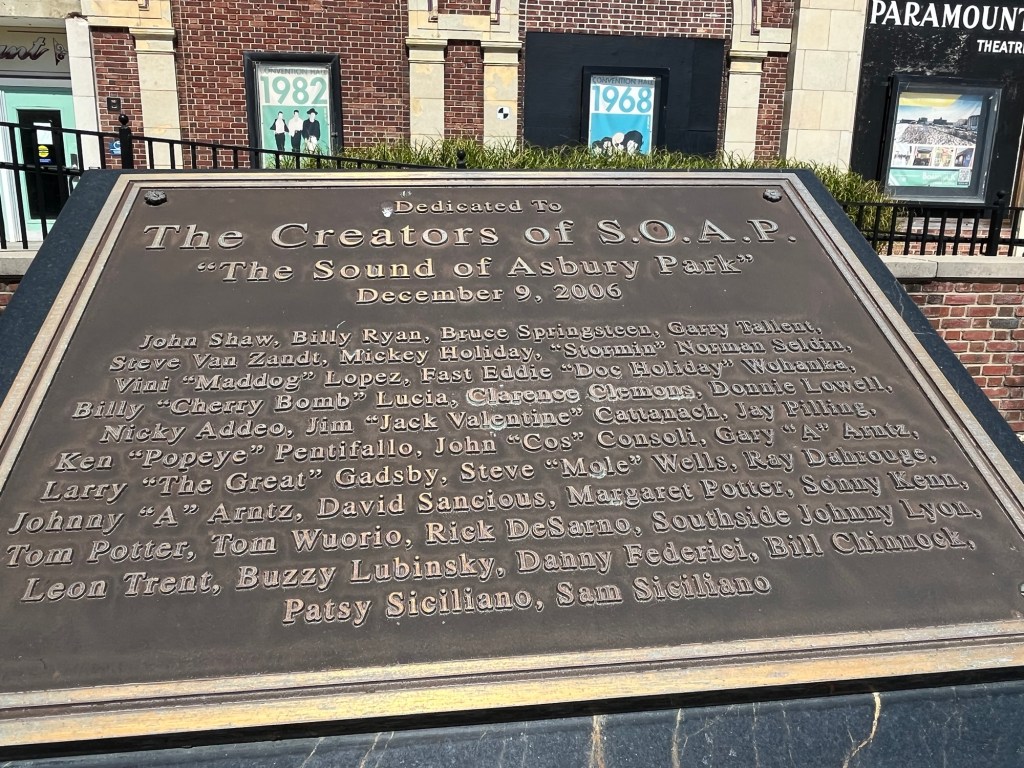 PARAMOUNT
THEATRE
CONVENTION HALL
1982
CONVENTION HALL
1968
Dedicated To
The Creators of S.O.A.P.
"The Sound of Asbury Park"
December 9, 2006
John Shaw, Billy Ryan, Bruce Springsteen, Garry Tallent,
Steve Van Zandt, Mickey Holiday, "Stormin" Norman Seldin,
Vini "Maddog" Lopez, Fast Eddie "Doc Holiday" Wohanka,
Billy "Cherry Bomb" Lucia, Clarence Clemons, Donnie Lowell,
Nicky Addeo, Jim "Jack Valentine" Cattanach, Jay Pilling,
Ken "Popeye" Pentifallo, John "Cos" Consoli, Gary "A" Arntz,
Larry "The Great" Gadsby, Steve "Mole" Wells, Ray Dahrouge,
Johnny "A" Arntz, David Sancious, Margaret Potter, Sonny Kenn,
Tom Potter, Tom Wuorio, Rick DeSarno, Southside Johnny Lyon,
Leon Trent, Buzzy Lubinsky, Danny Federici, Bill Chinnock,
Patsy Siciliano, Sam Siciliano